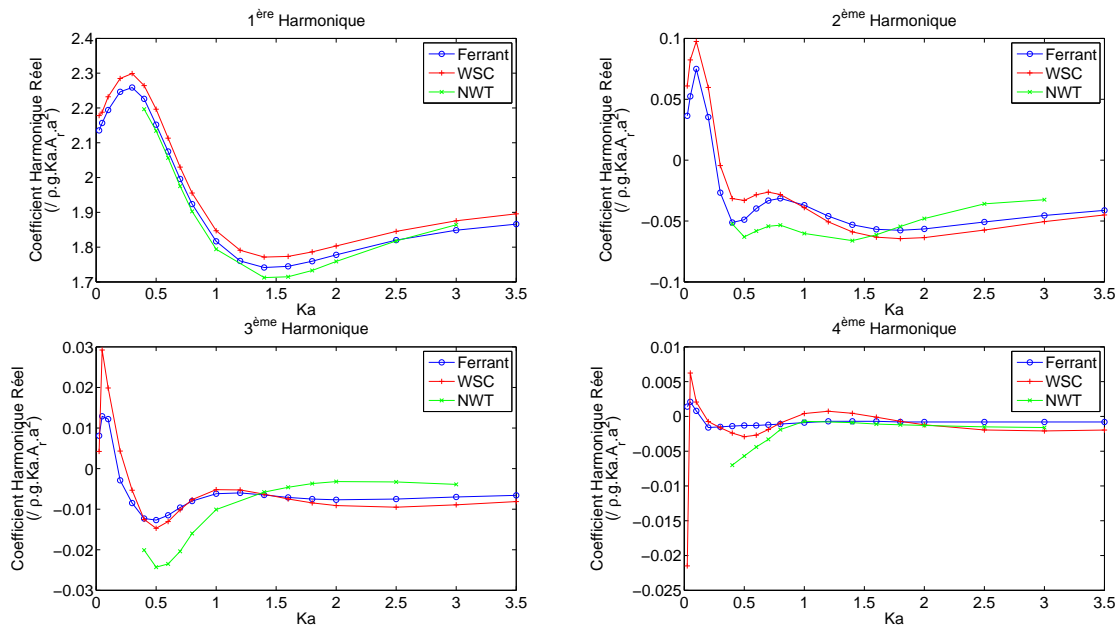 1ère Harmonique
Coefficient Harmonique Réel
(/ ρ.g.Ka.A_r.a²)
2.4
2.3
2.2
2.1
2
1.9
1.8
1.7
0
0.5
1
1.5
2
2.5
3
3.5
Ka
Ferrant
WSC
NWT
2ème Harmonique
Coefficient Harmonique Réel
(/ ρ.g.Ka.A_r.a²)
0.1
0.05
0
−0.05
−0.1
0
0.5
1
1.5
2
2.5
3
3.5
Ka
Ferrant
WSC
NWT
3ème Harmonique
Coefficient Harmonique Réel
(/ ρ.g.Ka.A_r.a²)
0.03
0.02
0.01
0
−0.01
−0.02
−0.03
0
0.5
1
1.5
2
2.5
3
3.5
Ka
Ferrant
WSC
NWT
4ème Harmonique
Coefficient Harmonique Réel
(/ ρ.g.Ka.A_r.a²)
0.01
0.005
0
−0.005
−0.01
−0.015
−0.02
−0.025
0
0.5
1
1.5
2
2.5
3
3.5
Ka
Ferrant
WSC
NWT